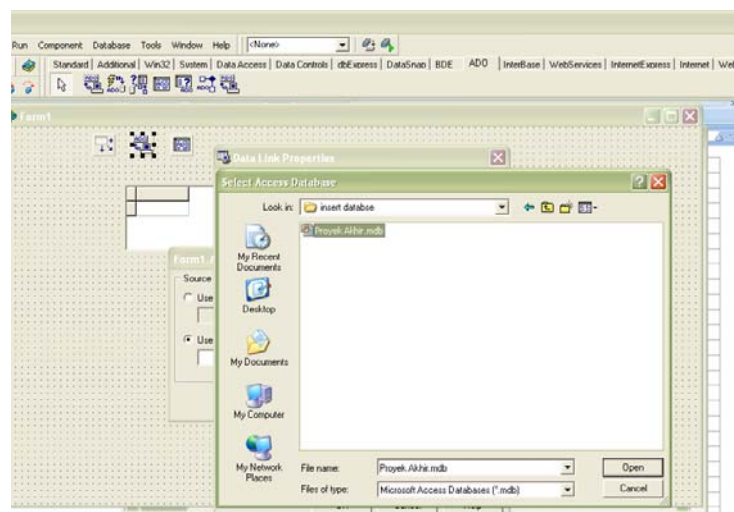 Run Component Database Tools Window Help <None>
Standard Additional Win32 System Data Access Data Controls dbExpress DataSnap BDE ADO InterBase WebServices InternetExpress Internet
Form1
Data Link Properties
Select Access Database
Look in: insert databse
Proyek Akhir.mdb
My Recent
Documents
Desktop
My Documents
My Computer
My Network
Places
Form1
Source
Use
Use
File name: Proyek Akhir.mdb Open
Files of type: Microsoft Access Databases (*.mdb) Cancel